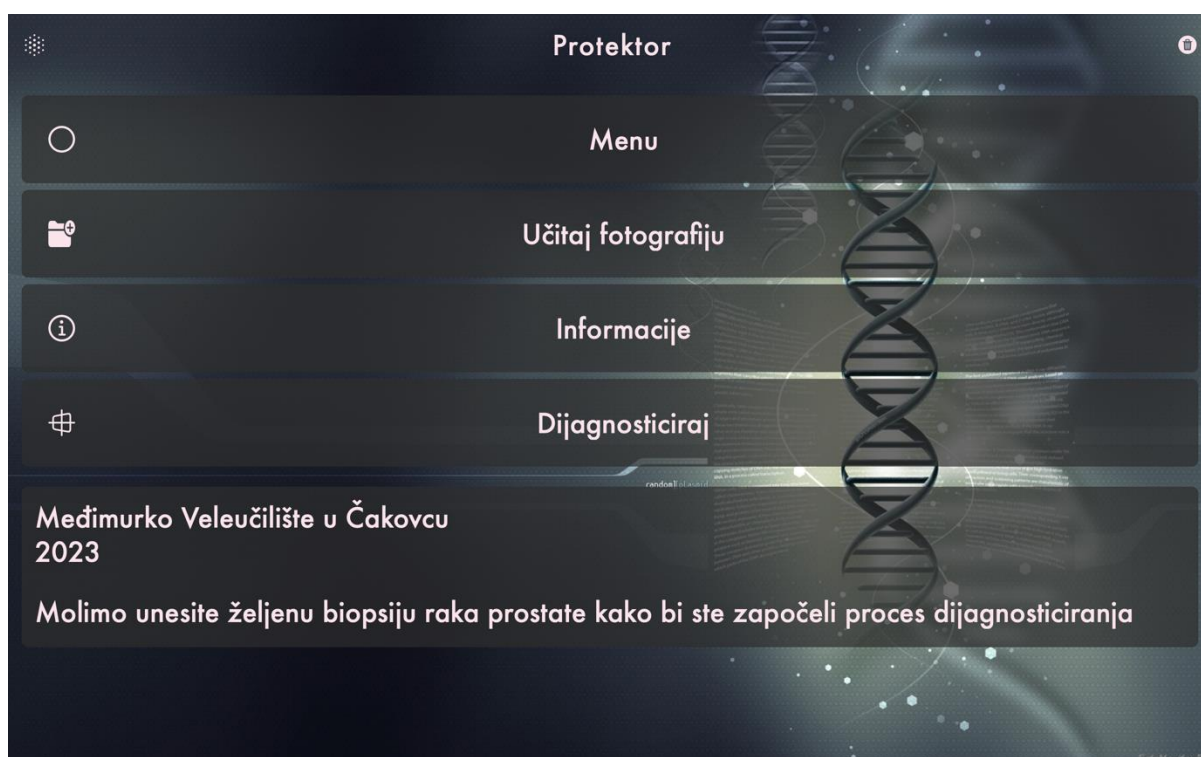 Protektor
Menu
Učitaj fotografiju
Informacije
Dijagnosticiraj
Međimurko Veleučilište u Čakovcu
2023
Molimo unesite željenu biopsiju raka prostate kako bi ste započeli proces dijagnosticiranja